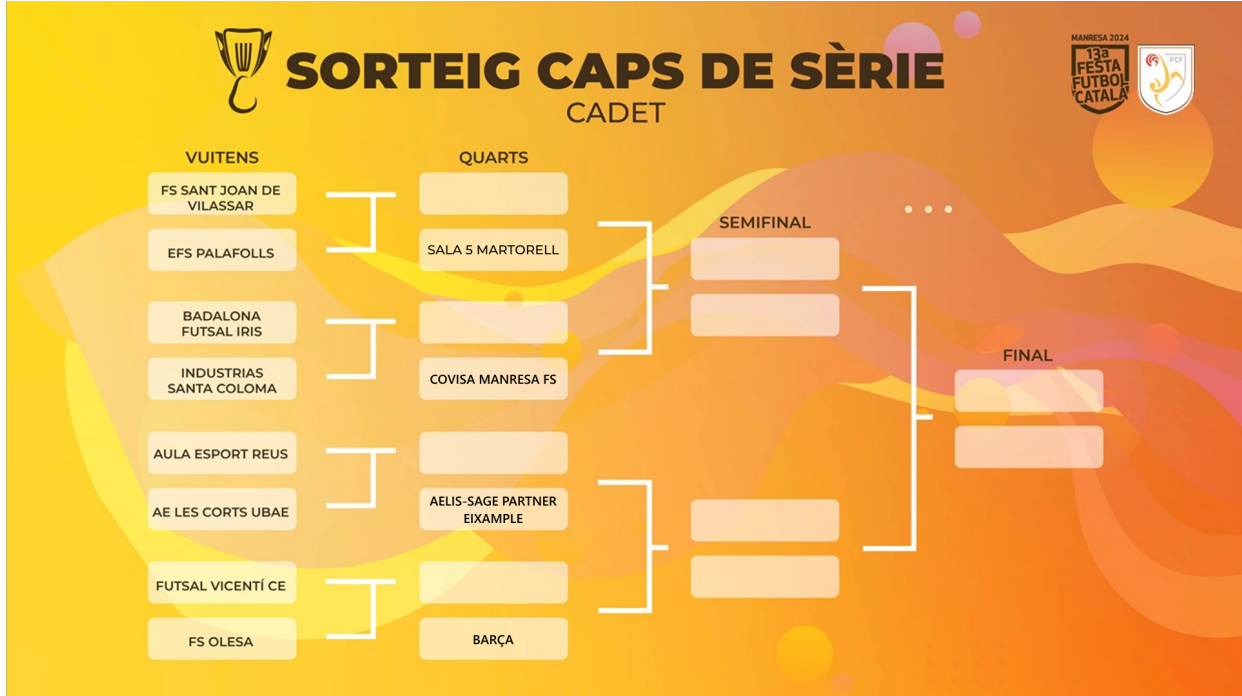 SORTEIG CAPS DE SÈRIE
CADET
MANRESA 2024
13a
FESTA
FUTBOL
CATALÀ
FCF
VUITENS
FS SANT JOAN DE
VILASSAR
EFS PALAFOLLS
BADALONA
FUTSAL IRIS
INDUSTRIAS
SANTA COLOMA
AULA ESPORT REUS
AE LES CORTS UBAE
FUTSAL VICENTÍ CE
FS OLESA
QUARTS
SALA 5 MARTORELL
COVISA MANRESA FS
AELIS-SAGE PARTNER
EIXAMPLE
BARÇA
SEMIFINAL
FINAL